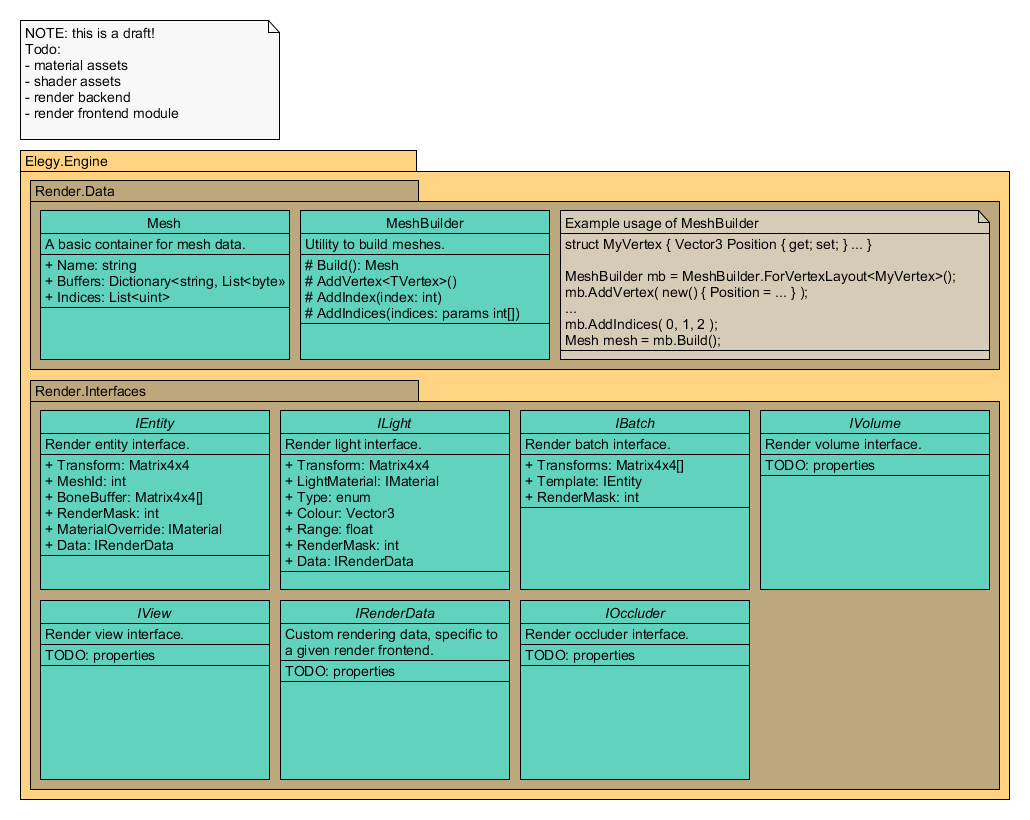 NOTE: this is a draft!
Todo:
- material assets
- shader assets
- render backend
- render frontend module
Elegy.Engine
Render.Data
Mesh
A basic container for mesh data.
+ Name: string
+ Buffers: Dictionary<string, List<byte»
+ Indices: List<uint>
MeshBuilder
Utility to build meshes.
# Build(): Mesh
# AddVertex<TVertex>()
# AddIndex(index: int)
# AddIndices(indices: params int[])
Example usage of MeshBuilder
struct MyVertex { Vector3 Position { get; set; } ... }
MeshBuilder mb = MeshBuilder.ForVertexLayout<MyVertex>();
mb.AddVertex( new() { Position = ... } );
...
mb.AddIndices( 0, 1, 2 );
Mesh mesh = mb.Build();
Render.Interfaces
IEntity
Render entity interface.
+ Transform: Matrix4x4
+ MeshId: int
+ BoneBuffer: Matrix4x4[]
+ RenderMask: int
+ MaterialOverride: IMaterial
+ Data: IRenderData
ILight
Render light interface.
+ Transform: Matrix4x4
+ LightMaterial: IMaterial
+ Type: enum
+ Colour: Vector3
+ Range: float
+ RenderMask: int
+ Data: IRenderData
IBatch
Render batch interface.
+ Transforms: Matrix4x4[]
+ Template: IEntity
+ RenderMask: int
IVolume
Render volume interface.
TODO: properties
IView
Render view interface.
TODO: properties
IRenderData
Custom rendering data, specific to
a given render frontend.
TODO: properties
IOccluder
Render occluder interface.
TODO: properties